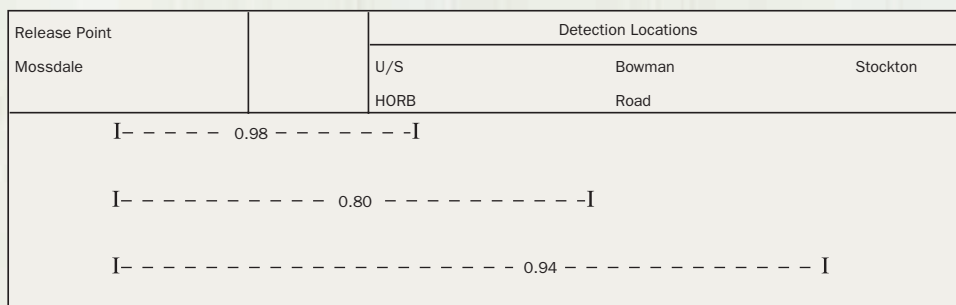 Release Point
Detection Locations
Mossdale
U/S
Bowman
Stockton
HORB
Road
I– – – – – 0.98 – – – – – – –I
I– – – – – – – – – – – 0.80 – – – – – – – – – – –I
I– – – – – – – – – – – – – – – – – – – – 0.94 – – – – – – – – – – – – – I